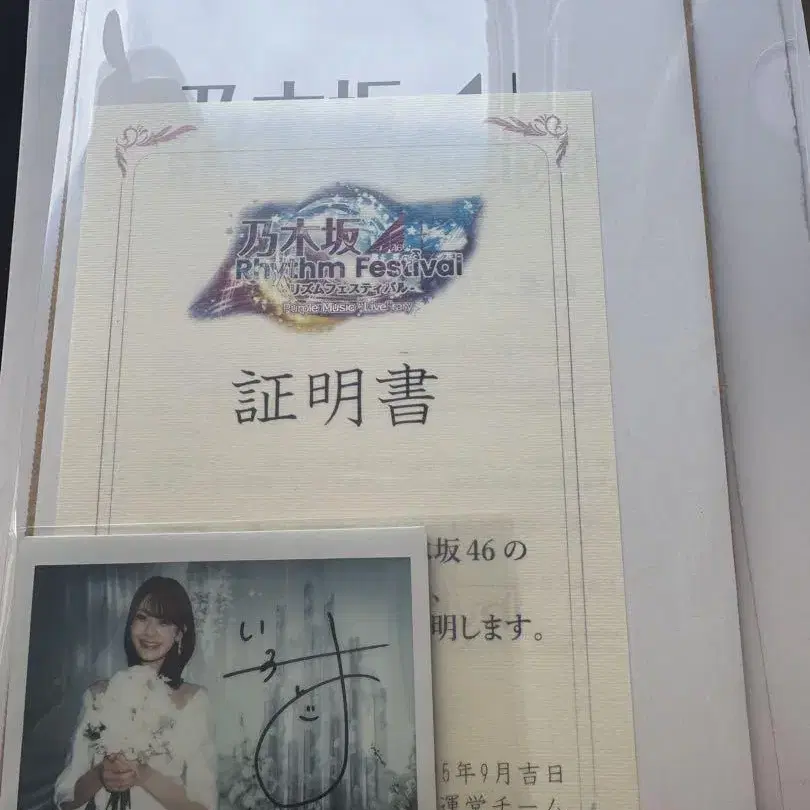 乃木坂4
証明書
乃木坂46
Rhythm Festival
-リズムフェスティバル-
坂46の
、
明します。
いろ
5年9月吉日
運営チーム